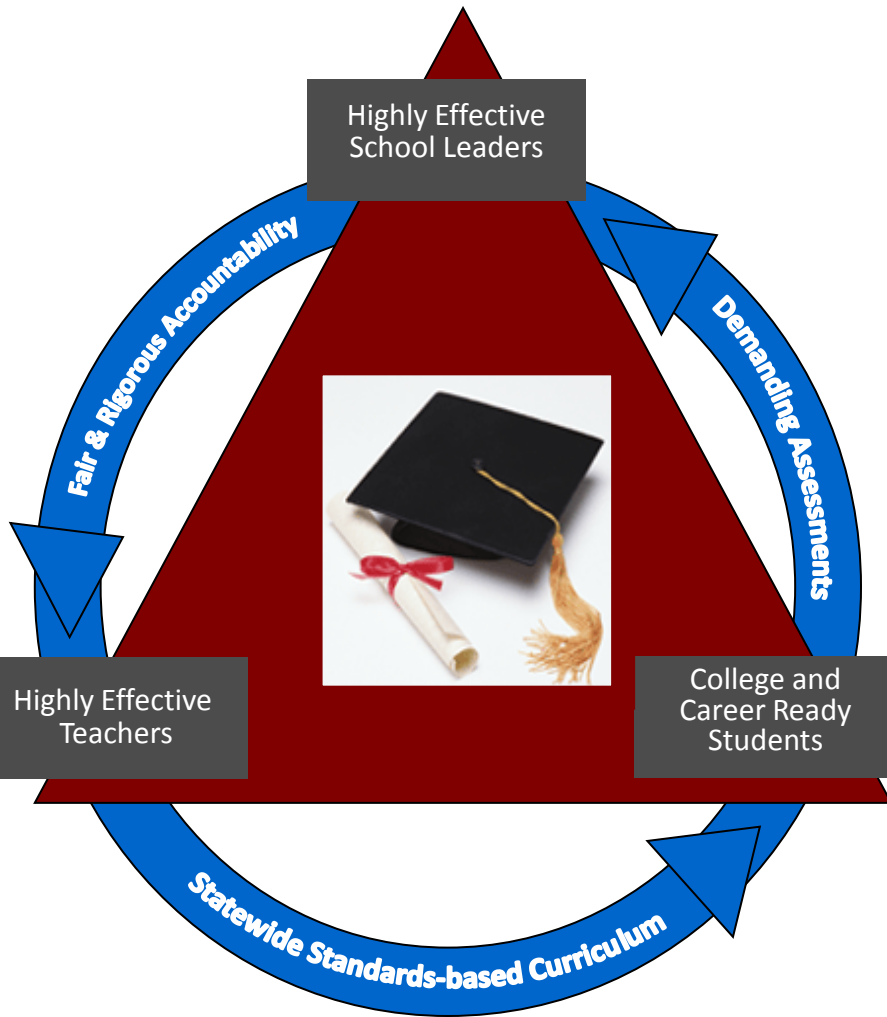 Highly Effective
School Leaders
Fair & Rigorous Accountability
Demanding Assessments
Highly Effective
Teachers
College and
Career Ready
Students
Statewide Standards-based Curriculum